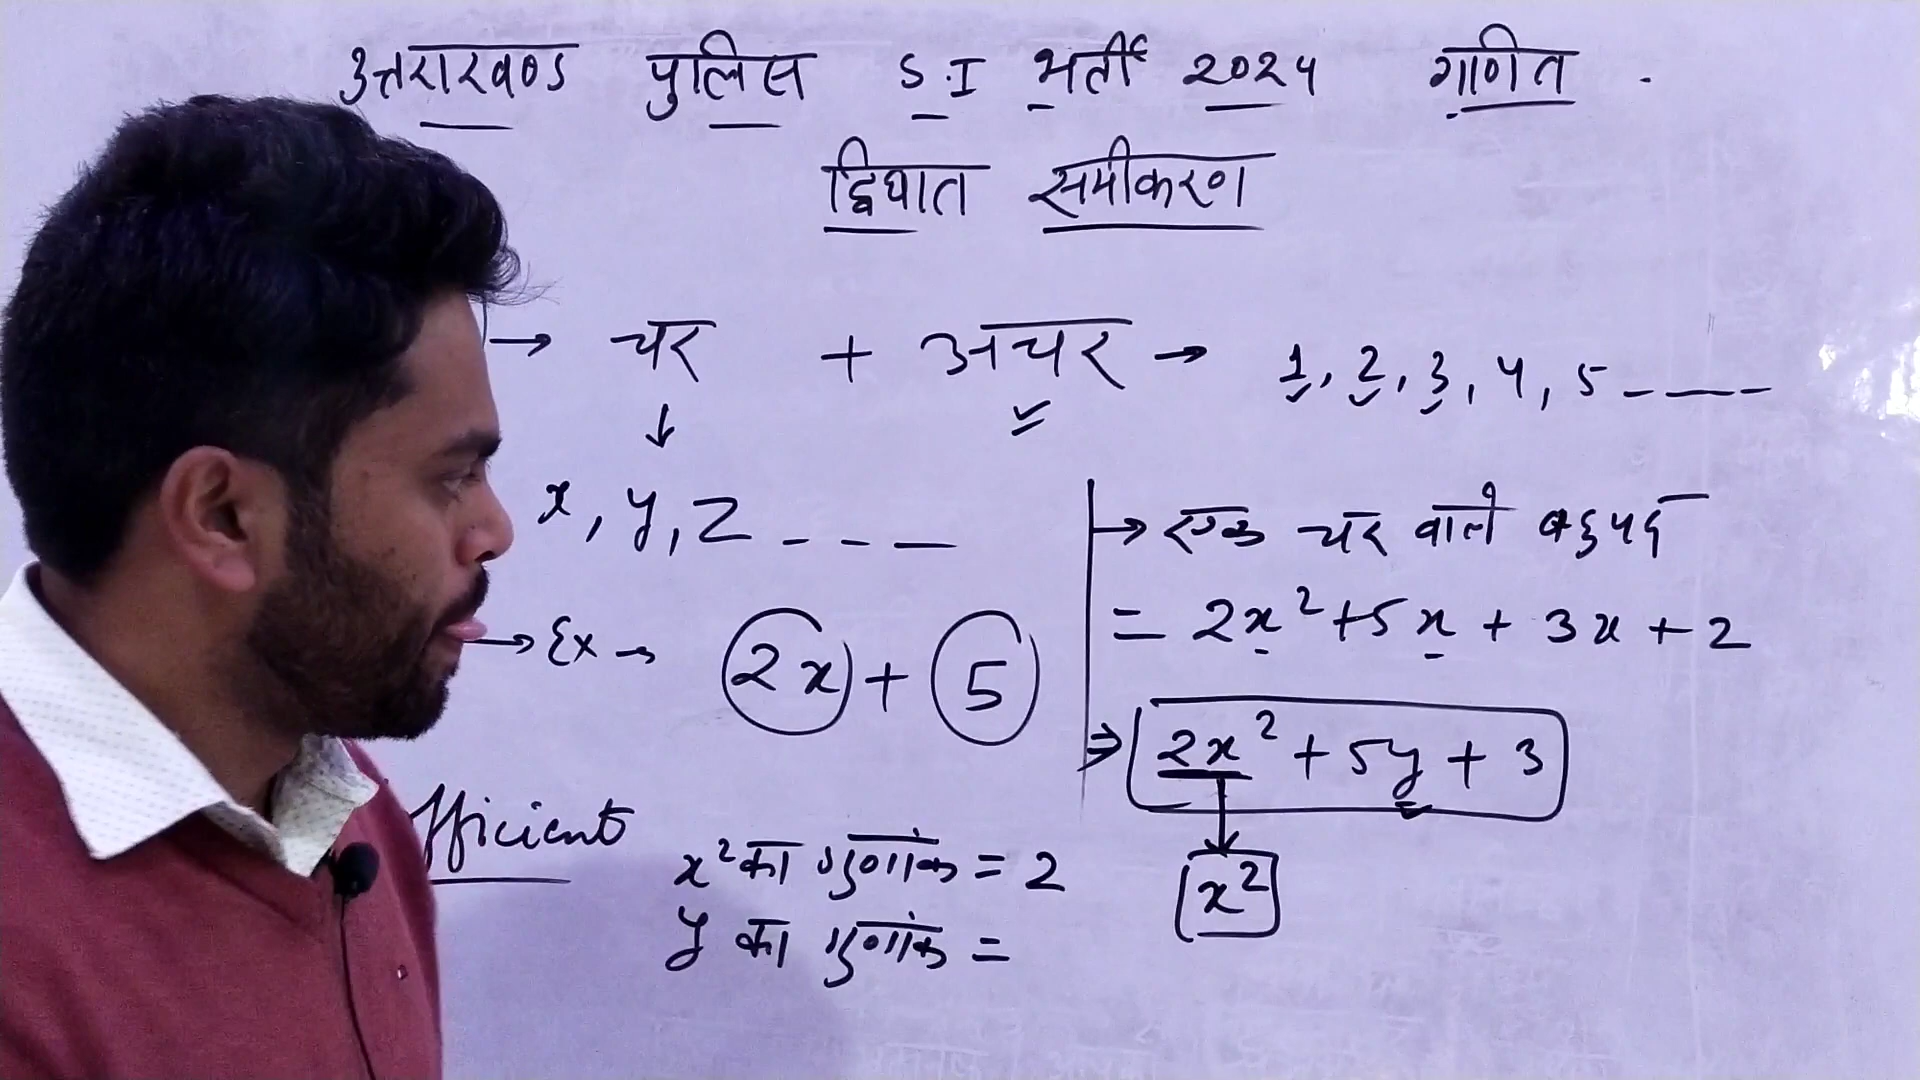 उत्तराखण्ड पुलिस S.I भर्ती २०२५ गणित .
द्विघात समीकरण
→ चर + अचर → 1, 2, 3, 4, 5 _ _ _
↓
x, y, z _ _ _
→ Ex → 2x + 5
→ एक चर वाले बहुपद
= 2x² + 5x + 3x + 2
⇒ 2x² + 5y + 3
x²
fficient
x² का गुणांक = 2
y का गुणांक =